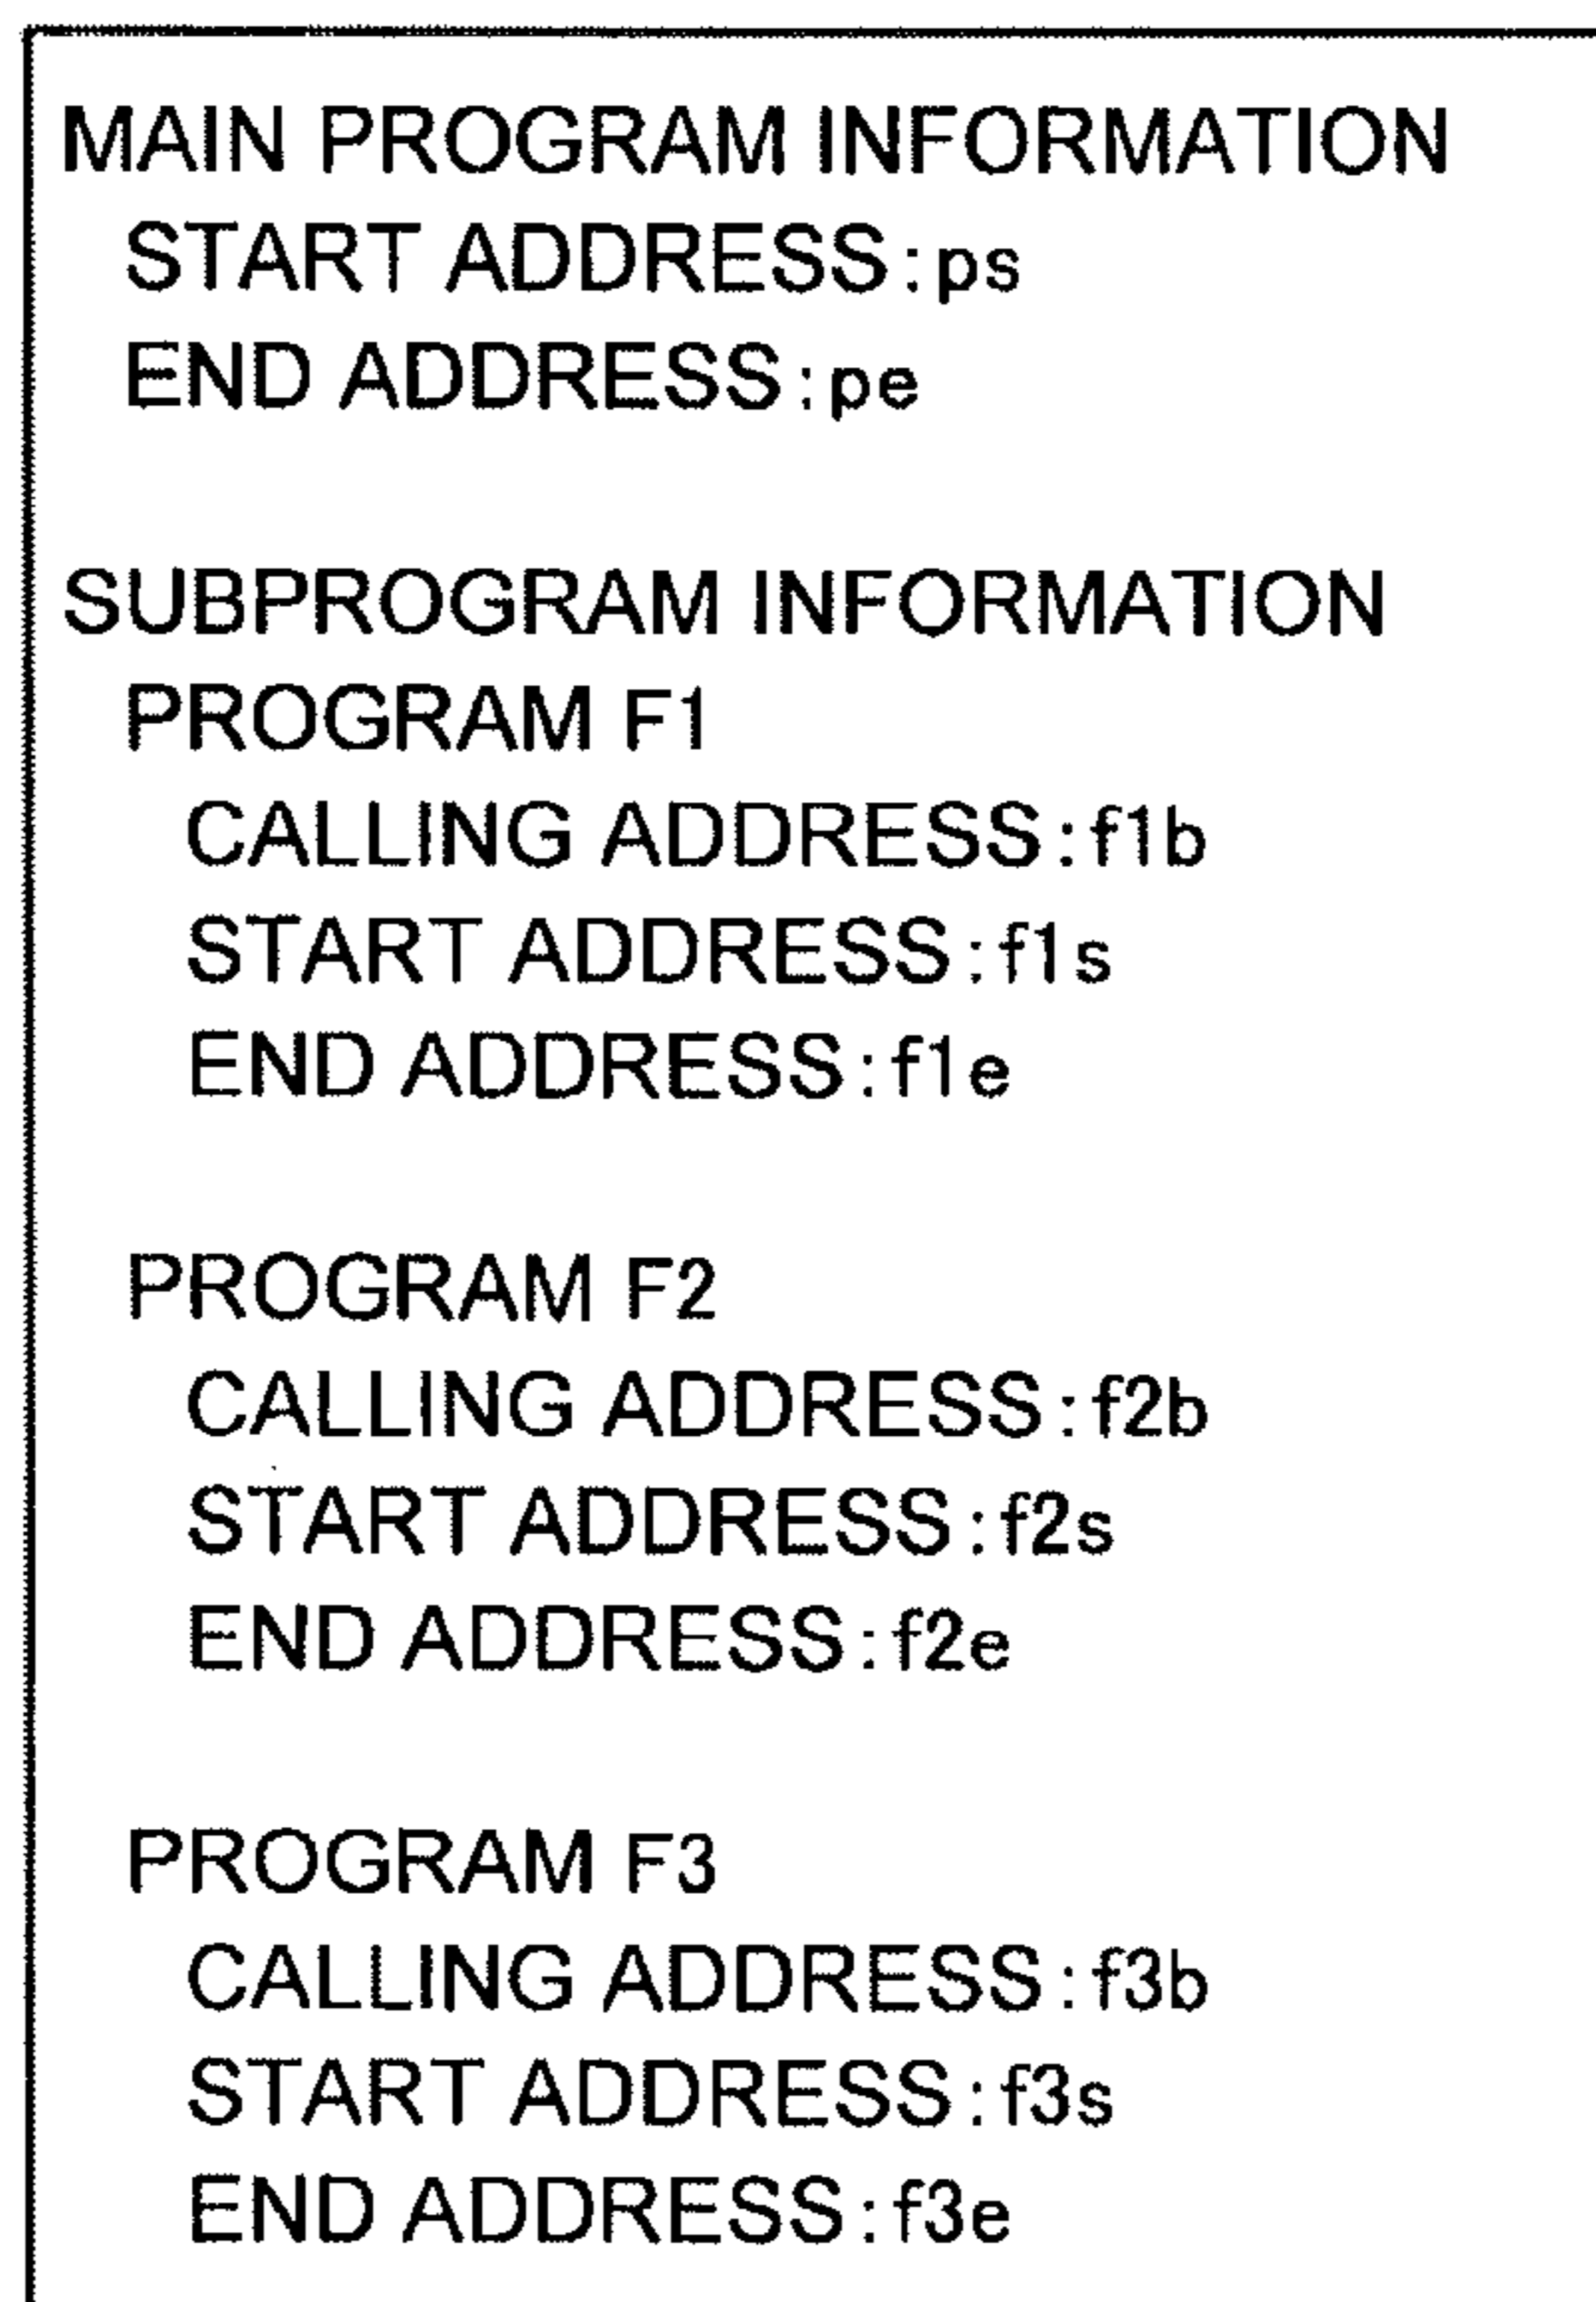 MAIN PROGRAM INFORMATION
START ADDRESS:ps
END ADDRESS:pe
SUBPROGRAM INFORMATION
PROGRAM F1
CALLING ADDRESS:f1b
START ADDRESS:f1s
END ADDRESS:f1e
PROGRAM F2
CALLING ADDRESS:f2b
START ADDRESS:f2s
END ADDRESS:f2e
PROGRAM F3
CALLING ADDRESS:f3b
START ADDRESS:f3s
END ADDRESS:f3e